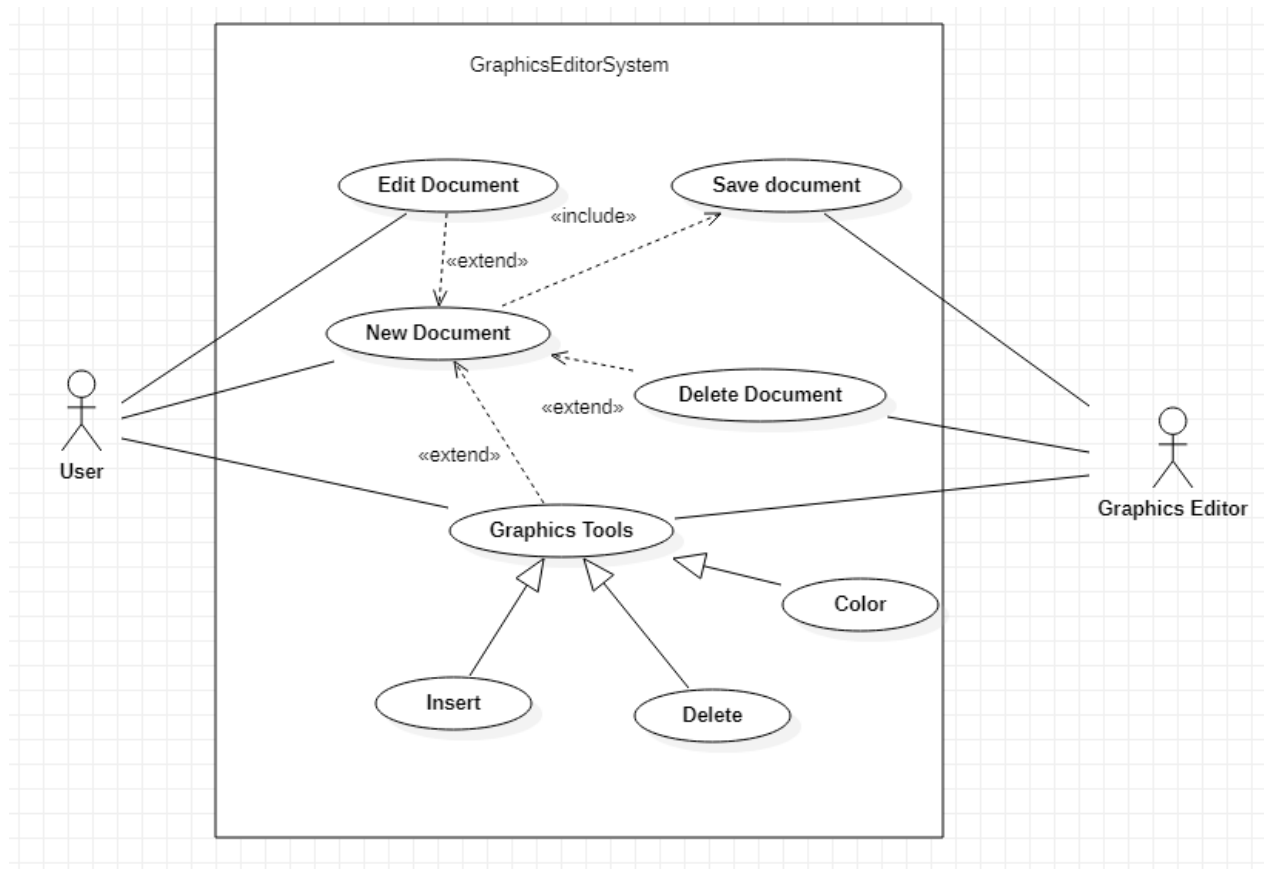 GraphicsEditorSystem
Edit Document
Save document
«include»
«extend»
New Document
Delete Document
«extend»
«extend»
User
Graphics Editor
Graphics Tools
Color
Insert
Delete